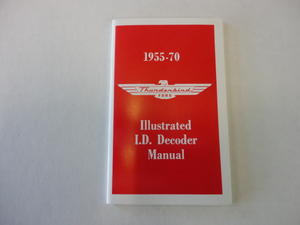 1955-70
Thunderbird
FORD
Illustrated
I.D. Decoder
Manual